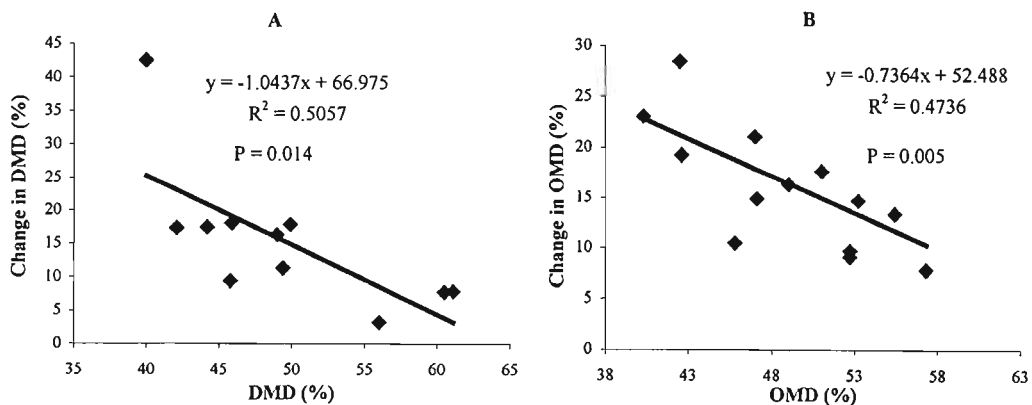 A
Change in DMD (%)
45
40
35
30
25
20
15
10
5
0
y = -1.0437x + 66.975
R² = 0.5057
P = 0.014
35 40 45 50 55 60 65
DMD (%)
B
Change in OMD (%)
30
25
20
15
10
5
0
y = -0.7364x + 52.488
R² = 0.4736
P = 0.005
38 43 48 53 58 63
OMD (%)